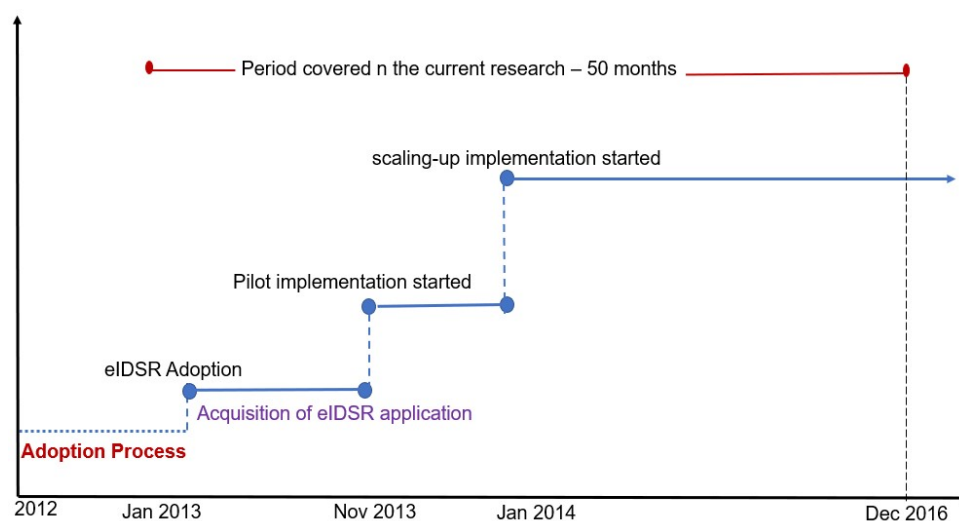 Period covered n the current research – 50 months
scaling-up implementation started
Pilot implementation started
eIDSR Adoption
Acquisition of eIDSR application
Adoption Process
2012
Jan 2013
Nov 2013
Jan 2014
Dec 2016